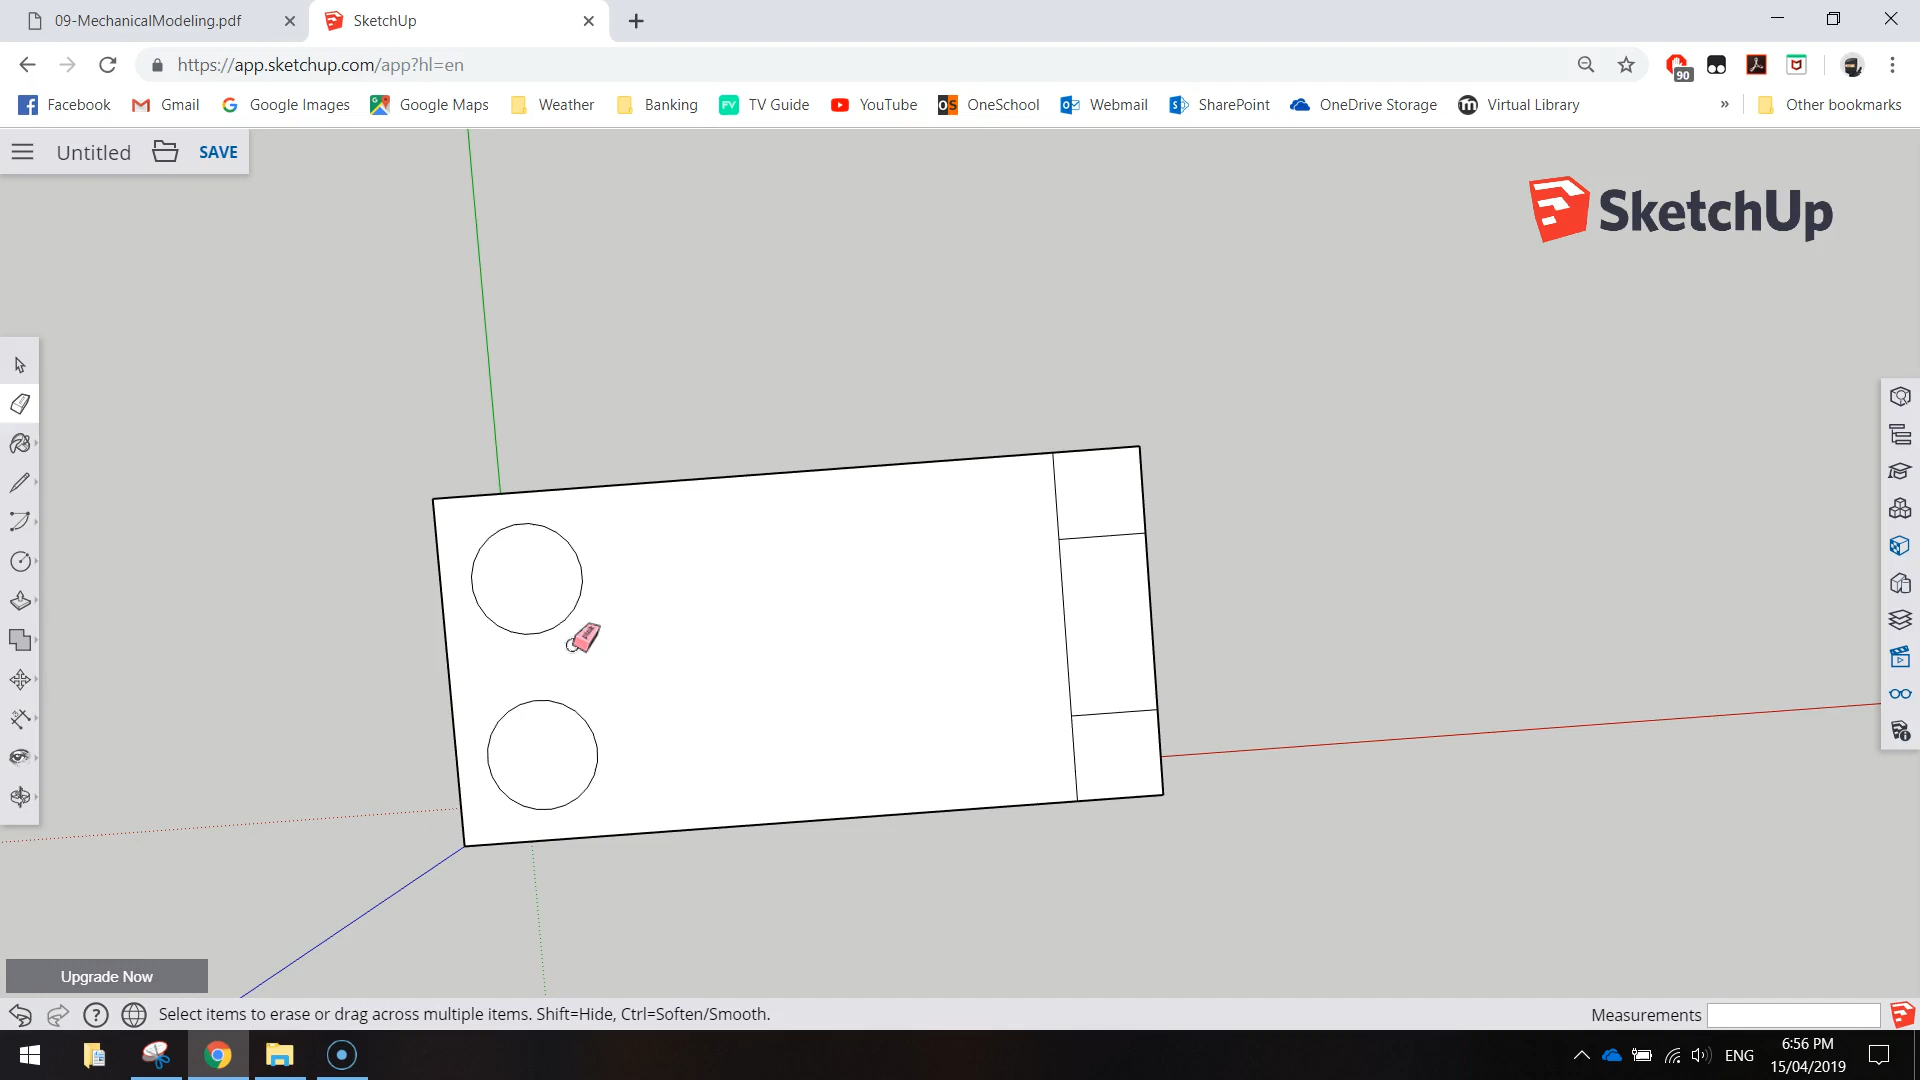 09-MechanicalModeling.pdf
SketchUp
https://app.sketchup.com/app?hl=en
90
Facebook
Gmail
Google Images
Google Maps
Weather
Banking
TV Guide
YouTube
OneSchool
Webmail
SharePoint
OneDrive Storage
Virtual Library
»
Other bookmarks
Untitled
SAVE
SketchUp
Upgrade Now
Select items to erase or drag across multiple items. Shift=Hide, Ctrl=Soften/Smooth.
Measurements
ENG
6:56 PM
15/04/2019